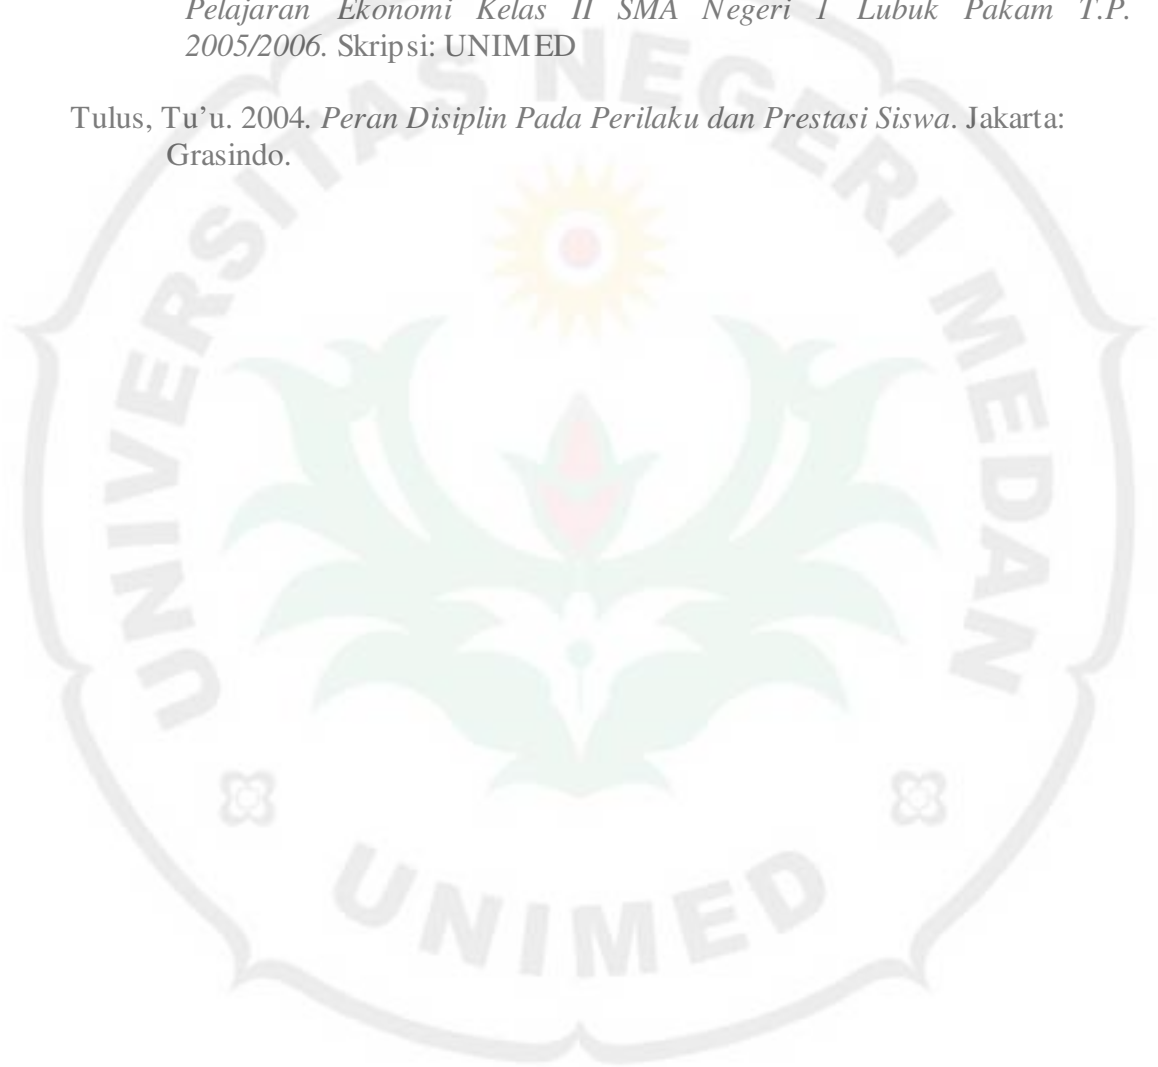 Pelajaran Ekonomi Kelas II SMA Negeri 1 Lubuk Pakam T.P.
2005/2006. Skripsi: UNIMED
Tulus, Tu’u. 2004. Peran Disiplin Pada Perilaku dan Prestasi Siswa. Jakarta:
Grasindo.
UNIVERSITAS NEGERI MEDAN
UNIMED